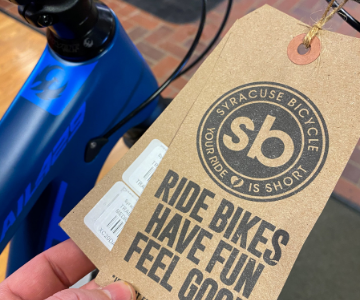 SYRACUSE BICYCLE
sb
YOUR RIDE IS SHORT
RIDE BIKES
HAVE FUN
FEEL GOOD